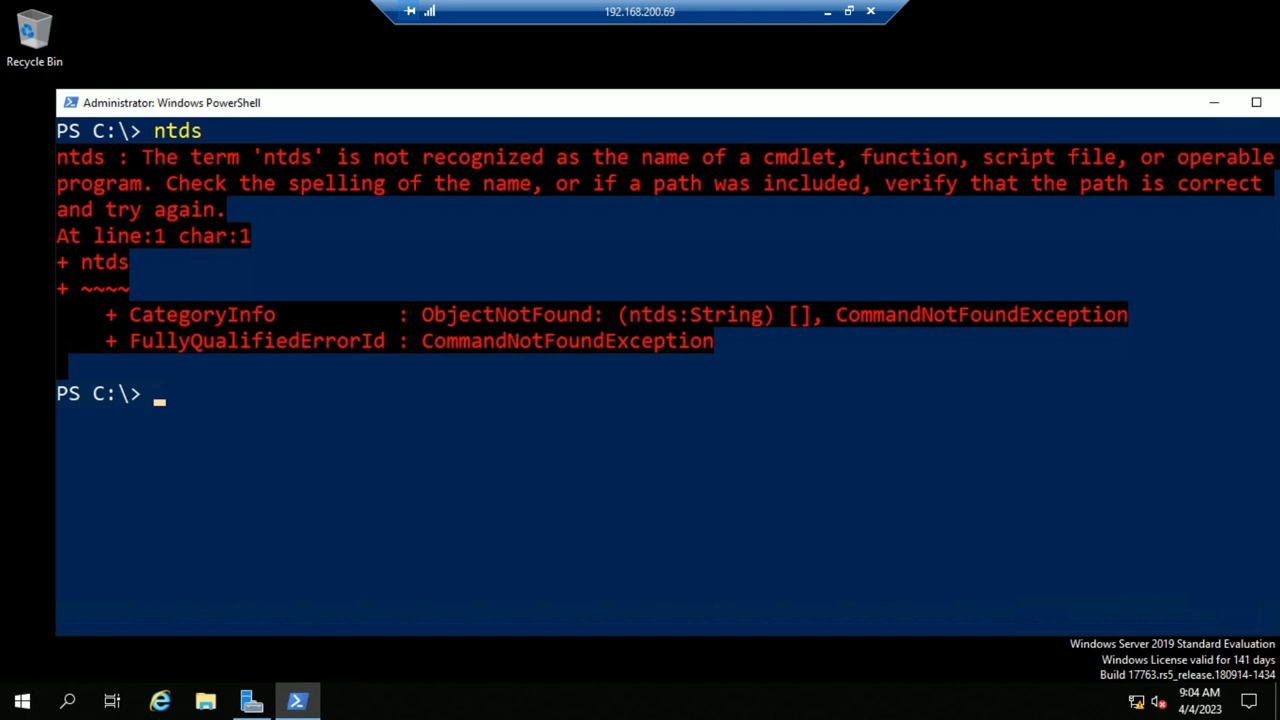 192.168.200.69
Recycle Bin
Administrator: Windows PowerShell
PS C:\> ntds
ntds : The term 'ntds' is not recognized as the name of a cmdlet, function, script file, or operable
program. Check the spelling of the name, or if a path was included, verify that the path is correct
and try again.
At line:1 char:1
+ ntds
+ ~~~~
    + CategoryInfo          : ObjectNotFound: (ntds:String) [], CommandNotFoundException
    + FullyQualifiedErrorId : CommandNotFoundException
PS C:\>
Windows Server 2019 Standard Evaluation
Windows License valid for 141 days
Build 17763.rs5_release.180914-1434
9:04 AM
4/4/2023